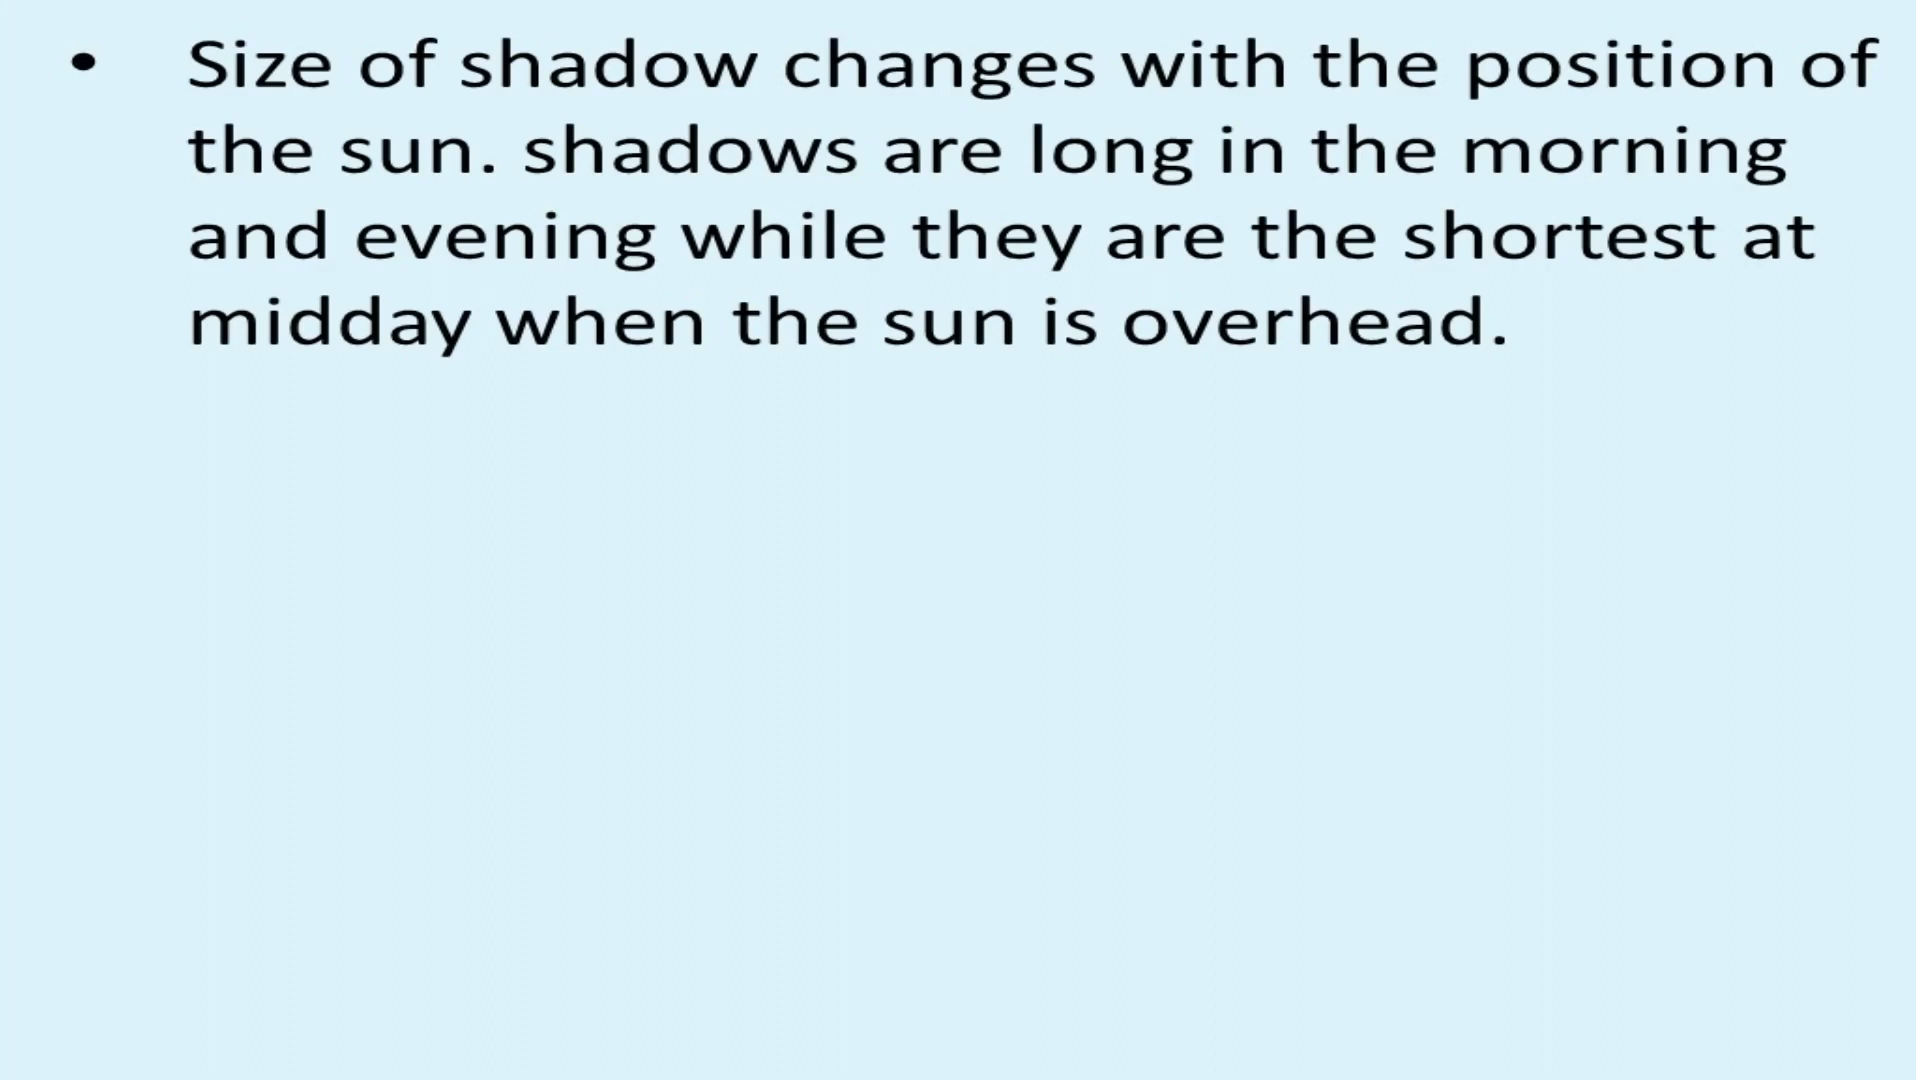 • Size of shadow changes with the position of
the sun. shadows are long in the morning
and evening while they are the shortest at
midday when the sun is overhead.